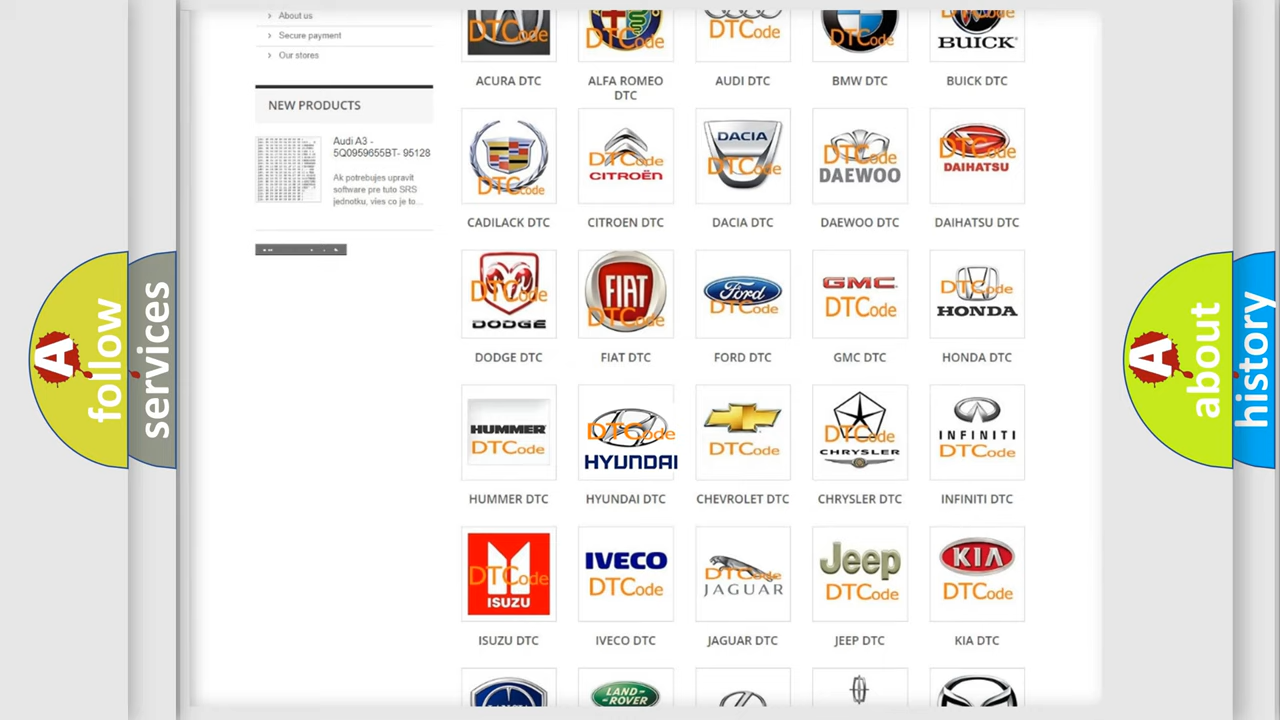 About us
Secure payment
Our stores
NEW PRODUCTS
Audi A3 -
5Q0959655BT- 95128
Ak potrebujes upravit
software pre tuto SRS
jednotku, vies co je to...
DTCode
DTCode
DTCode
DTCode
BUICK
ACURA DTC
ALFA ROMEO
DTC
AUDI DTC
BMW DTC
BUICK DTC
DTCode
DTCode
CITROËN
DACIA
DTCode
DTCode
DAEWOO
DTCode
DAIHATSU
CADILACK DTC
CITROEN DTC
DACIA DTC
DAEWOO DTC
DAIHATSU DTC
DTCode
DODGE
FIAT
DTCode
Ford
DTCode
GMC
DTCode
DTCode
HONDA
DODGE DTC
FIAT DTC
FORD DTC
GMC DTC
HONDA DTC
HUMMER
DTCode
DTCode
HYUNDAI
DTCode
DTCode
CHRYSLER
INFINITI
DTCode
HUMMER DTC
HYUNDAI DTC
CHEVROLET DTC
CHRYSLER DTC
INFINITI DTC
DTCode
ISUZU
IVECO
DTCode
DTCode
JAGUAR
Jeep
DTCode
KIA
DTCode
ISUZU DTC
IVECO DTC
JAGUAR DTC
JEEP DTC
KIA DTC
LAND-
ROVER
A
follow
services
A
about
history